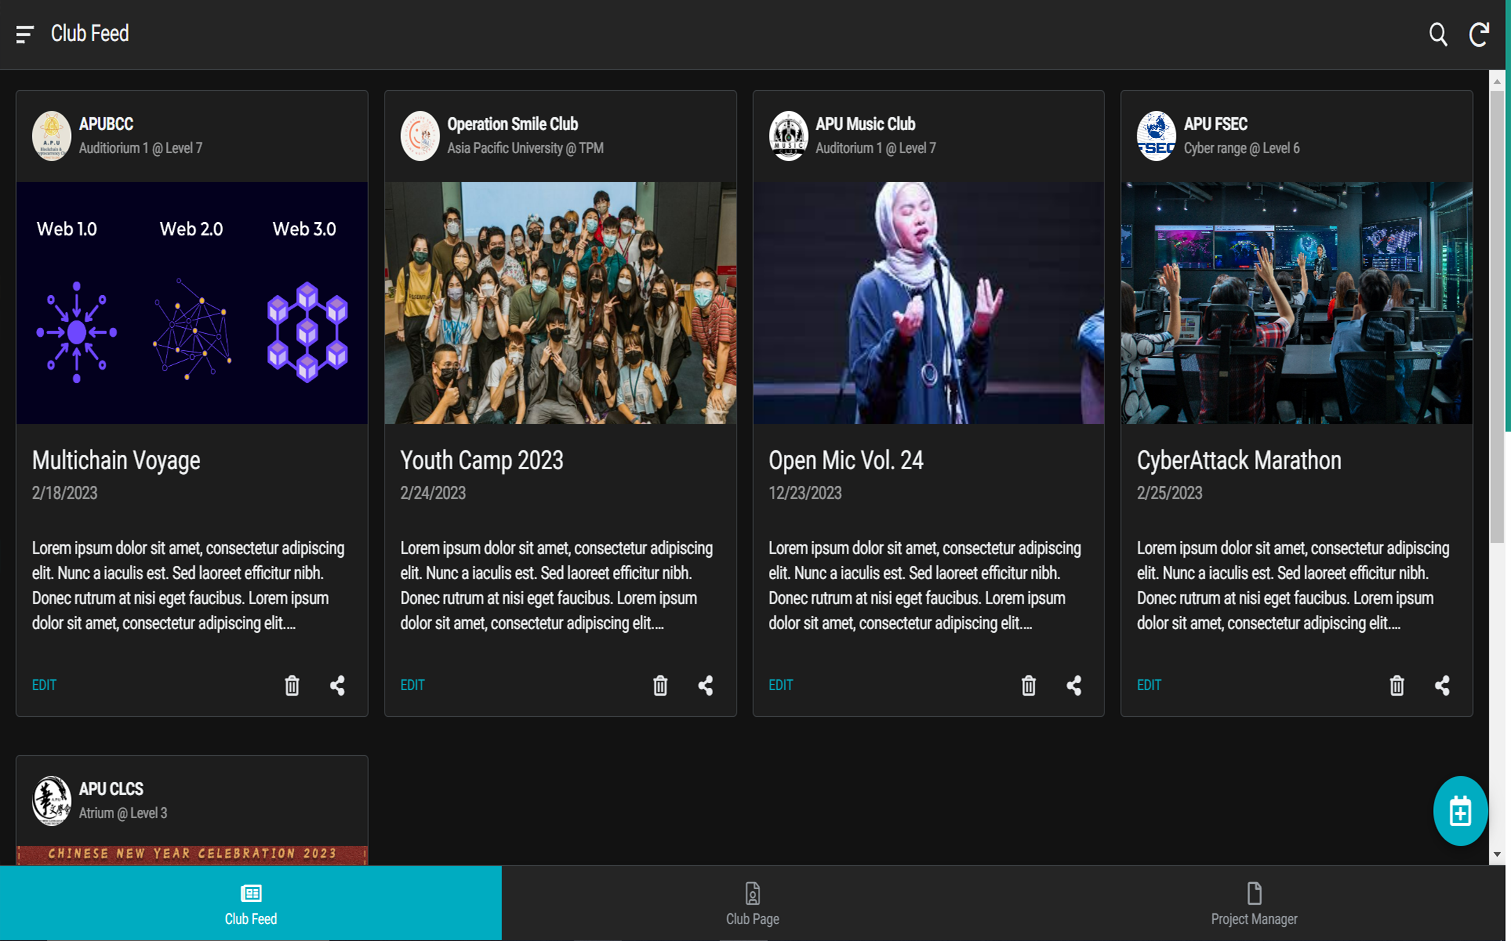 Club Feed
APUBCC
Auditiorium 1 @ Level 7
Web 1.0
Web 2.0
Web 3.0
Multichain Voyage
2/18/2023
Lorem ipsum dolor sit amet, consectetur adipiscing
elit. Nunc a iaculis est. Sed laoreet efficitur nibh.
Donec rutrum at nisi eget faucibus. Lorem ipsum
dolor sit amet, consectetur adipiscing elit....
EDIT
Operation Smile Club
Asia Pacific University @ TPM
Youth Camp 2023
2/24/2023
Lorem ipsum dolor sit amet, consectetur adipiscing
elit. Nunc a iaculis est. Sed laoreet efficitur nibh.
Donec rutrum at nisi eget faucibus. Lorem ipsum
dolor sit amet, consectetur adipiscing elit....
EDIT
APU Music Club
Auditorium 1 @ Level 7
MUSIC
Open Mic Vol. 24
12/23/2023
Lorem ipsum dolor sit amet, consectetur adipiscing
elit. Nunc a iaculis est. Sed laoreet efficitur nibh.
Donec rutrum at nisi eget faucibus. Lorem ipsum
dolor sit amet, consectetur adipiscing elit....
EDIT
APU FSEC
Cyber range @ Level 6
FSEC
CyberAttack Marathon
2/25/2023
Lorem ipsum dolor sit amet, consectetur adipiscing
elit. Nunc a iaculis est. Sed laoreet efficitur nibh.
Donec rutrum at nisi eget faucibus. Lorem ipsum
dolor sit amet, consectetur adipiscing elit....
EDIT
APU CLCS
Atrium @ Level 3
CHINESE NEW YEAR CELEBRATION 2023
Club Feed
Club Page
Project Manager